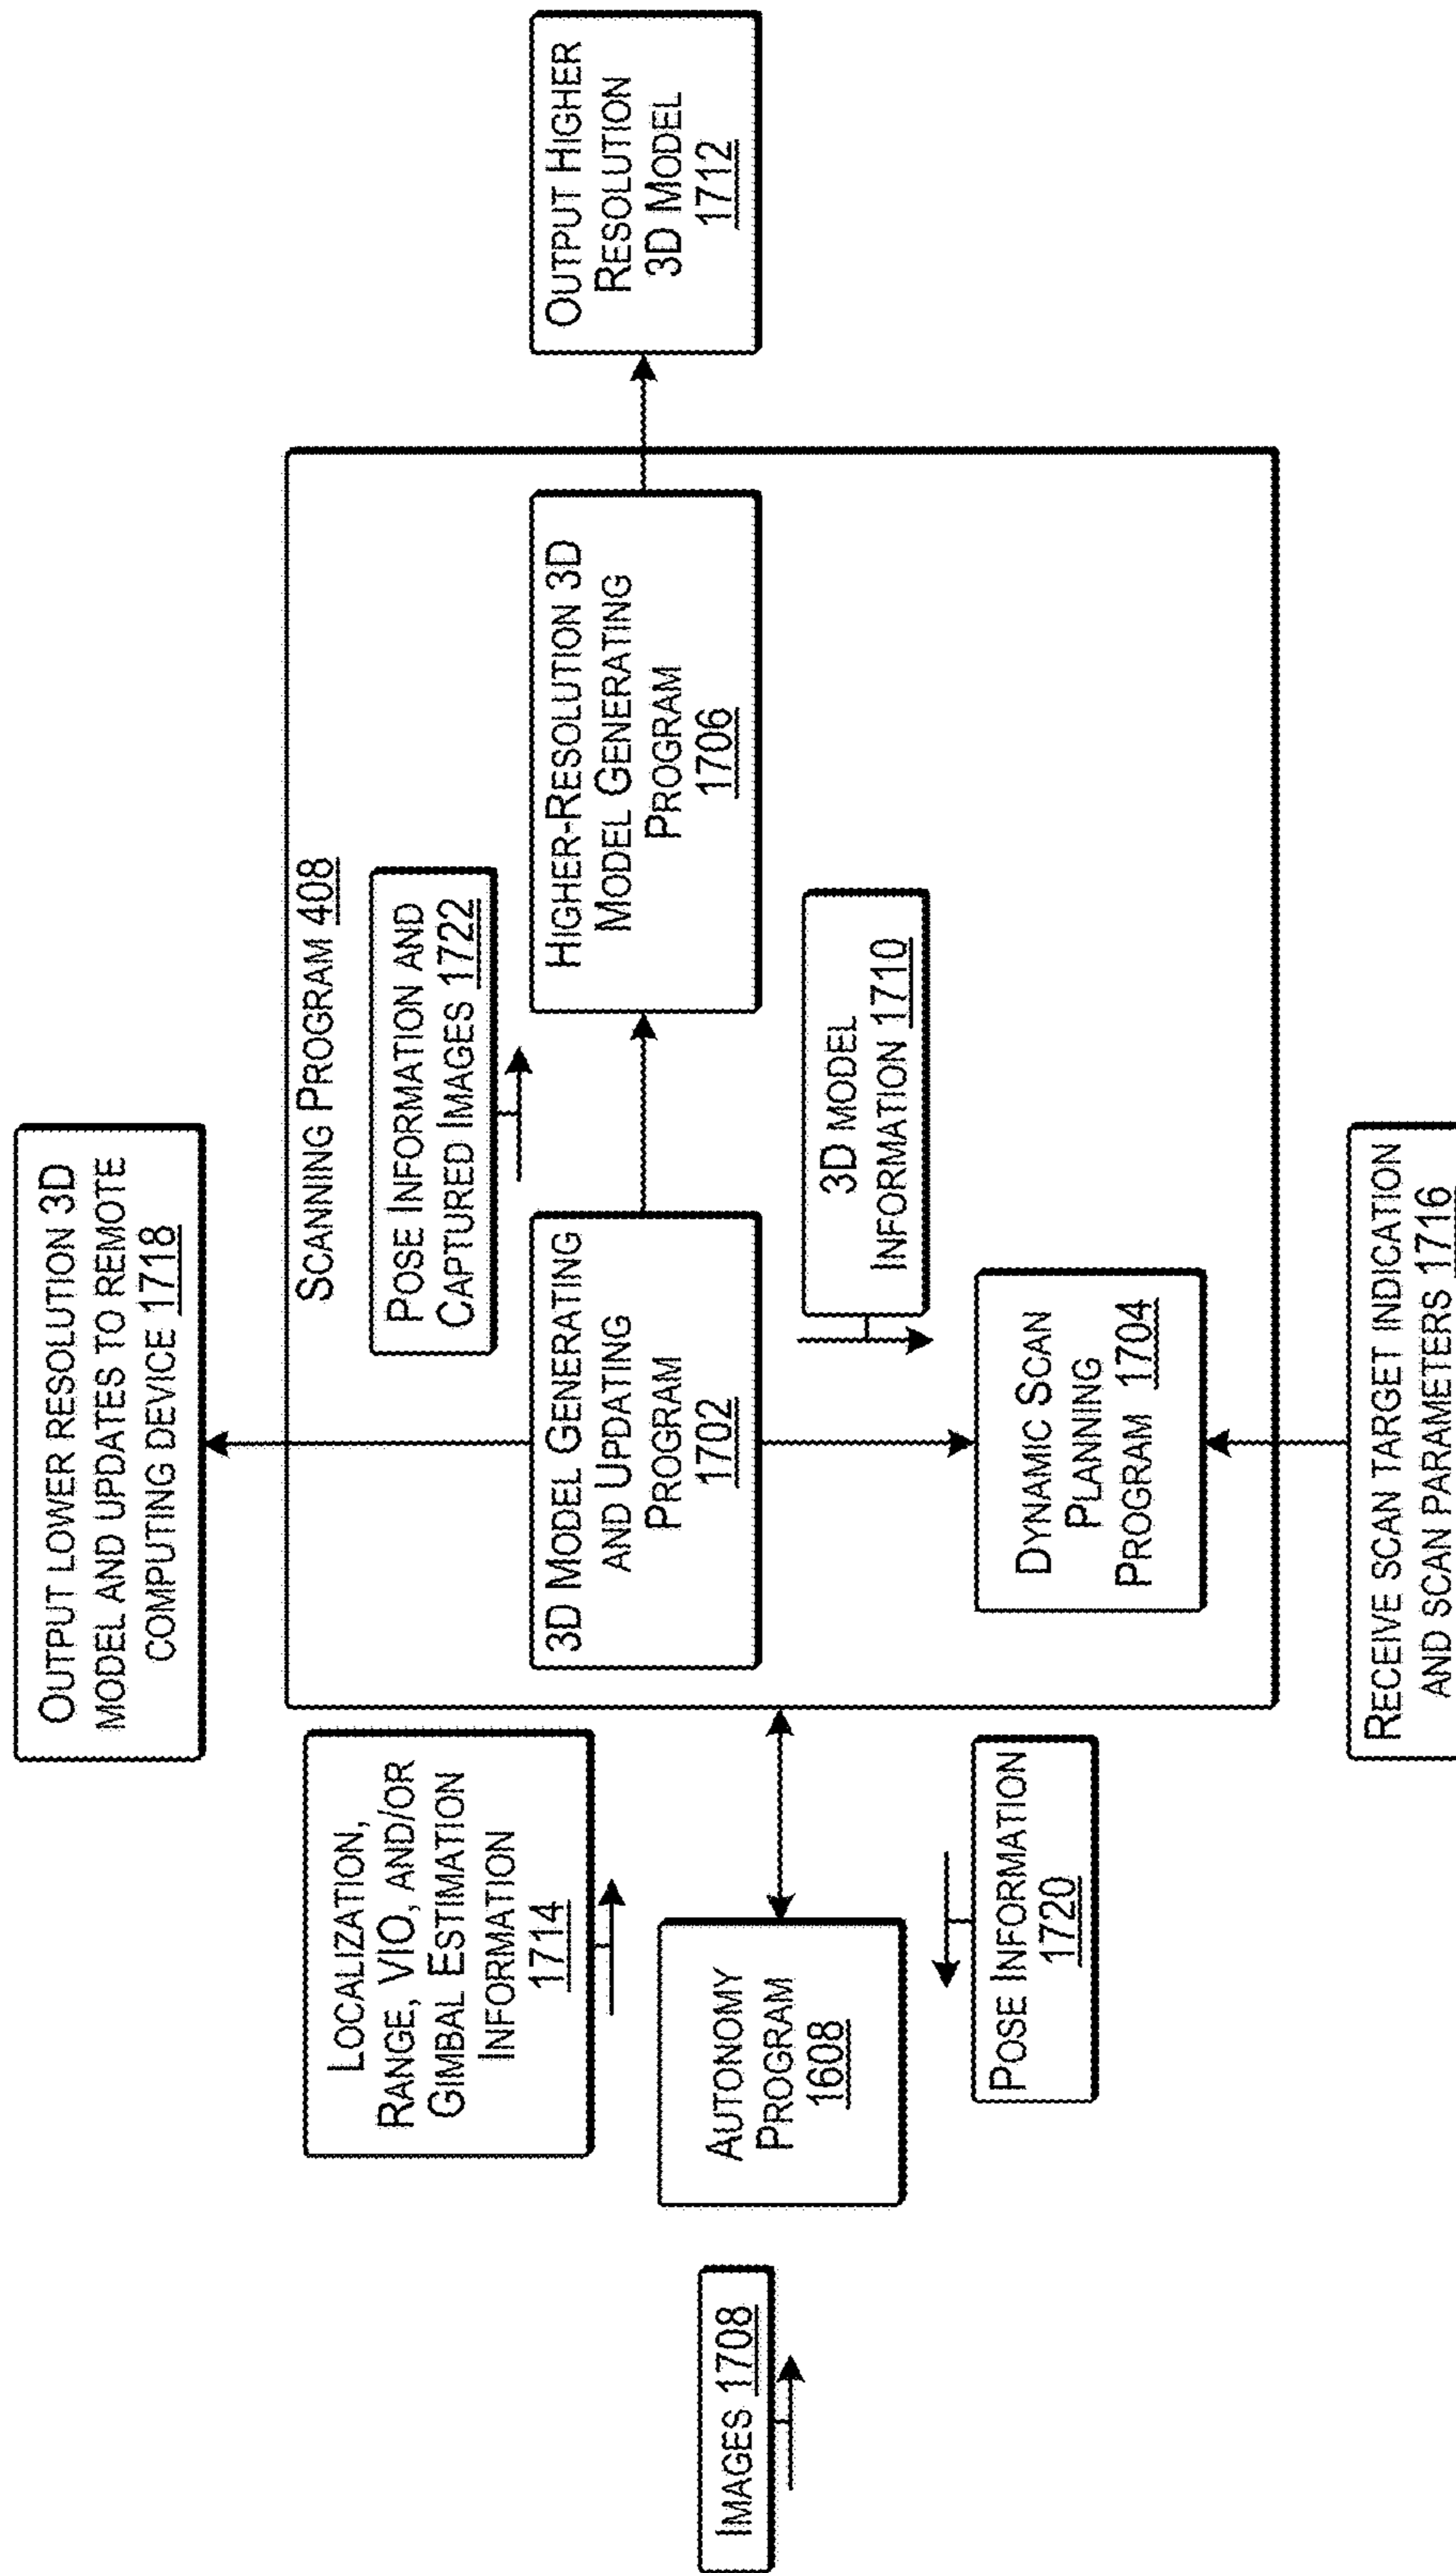 OUTPUT LOWER RESOLUTION 3D
MODEL AND UPDATES TO REMOTE
COMPUTING DEVICE 1718
LOCALIZATION,
RANGE, VIO, AND/OR
GIMBAL ESTIMATION
INFORMATION
1714
SCANNING PROGRAM 408
POSE INFORMATION AND
CAPTURED IMAGES 1722
IMAGES 1708
AUTONOMY
PROGRAM
1608
3D MODEL GENERATING
AND UPDATING
PROGRAM
1702
HIGHER-RESOLUTION 3D
MODEL GENERATING
PROGRAM
1706
OUTPUT HIGHER
RESOLUTION
3D MODEL
1712
POSE INFORMATION
1720
3D MODEL
INFORMATION 1710
DYNAMIC SCAN
PLANNING
PROGRAM 1704
RECEIVE SCAN TARGET INDICATION
AND SCAN PARAMETERS 1716